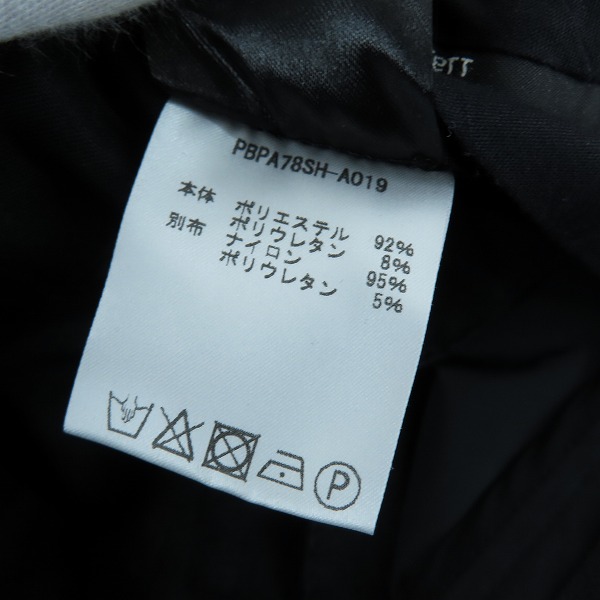 PBPA78SH-A019
本体 ポリエステル 92%
ポリウレタン 8%
別布 ナイロン 95%
ポリウレタン 5%
P